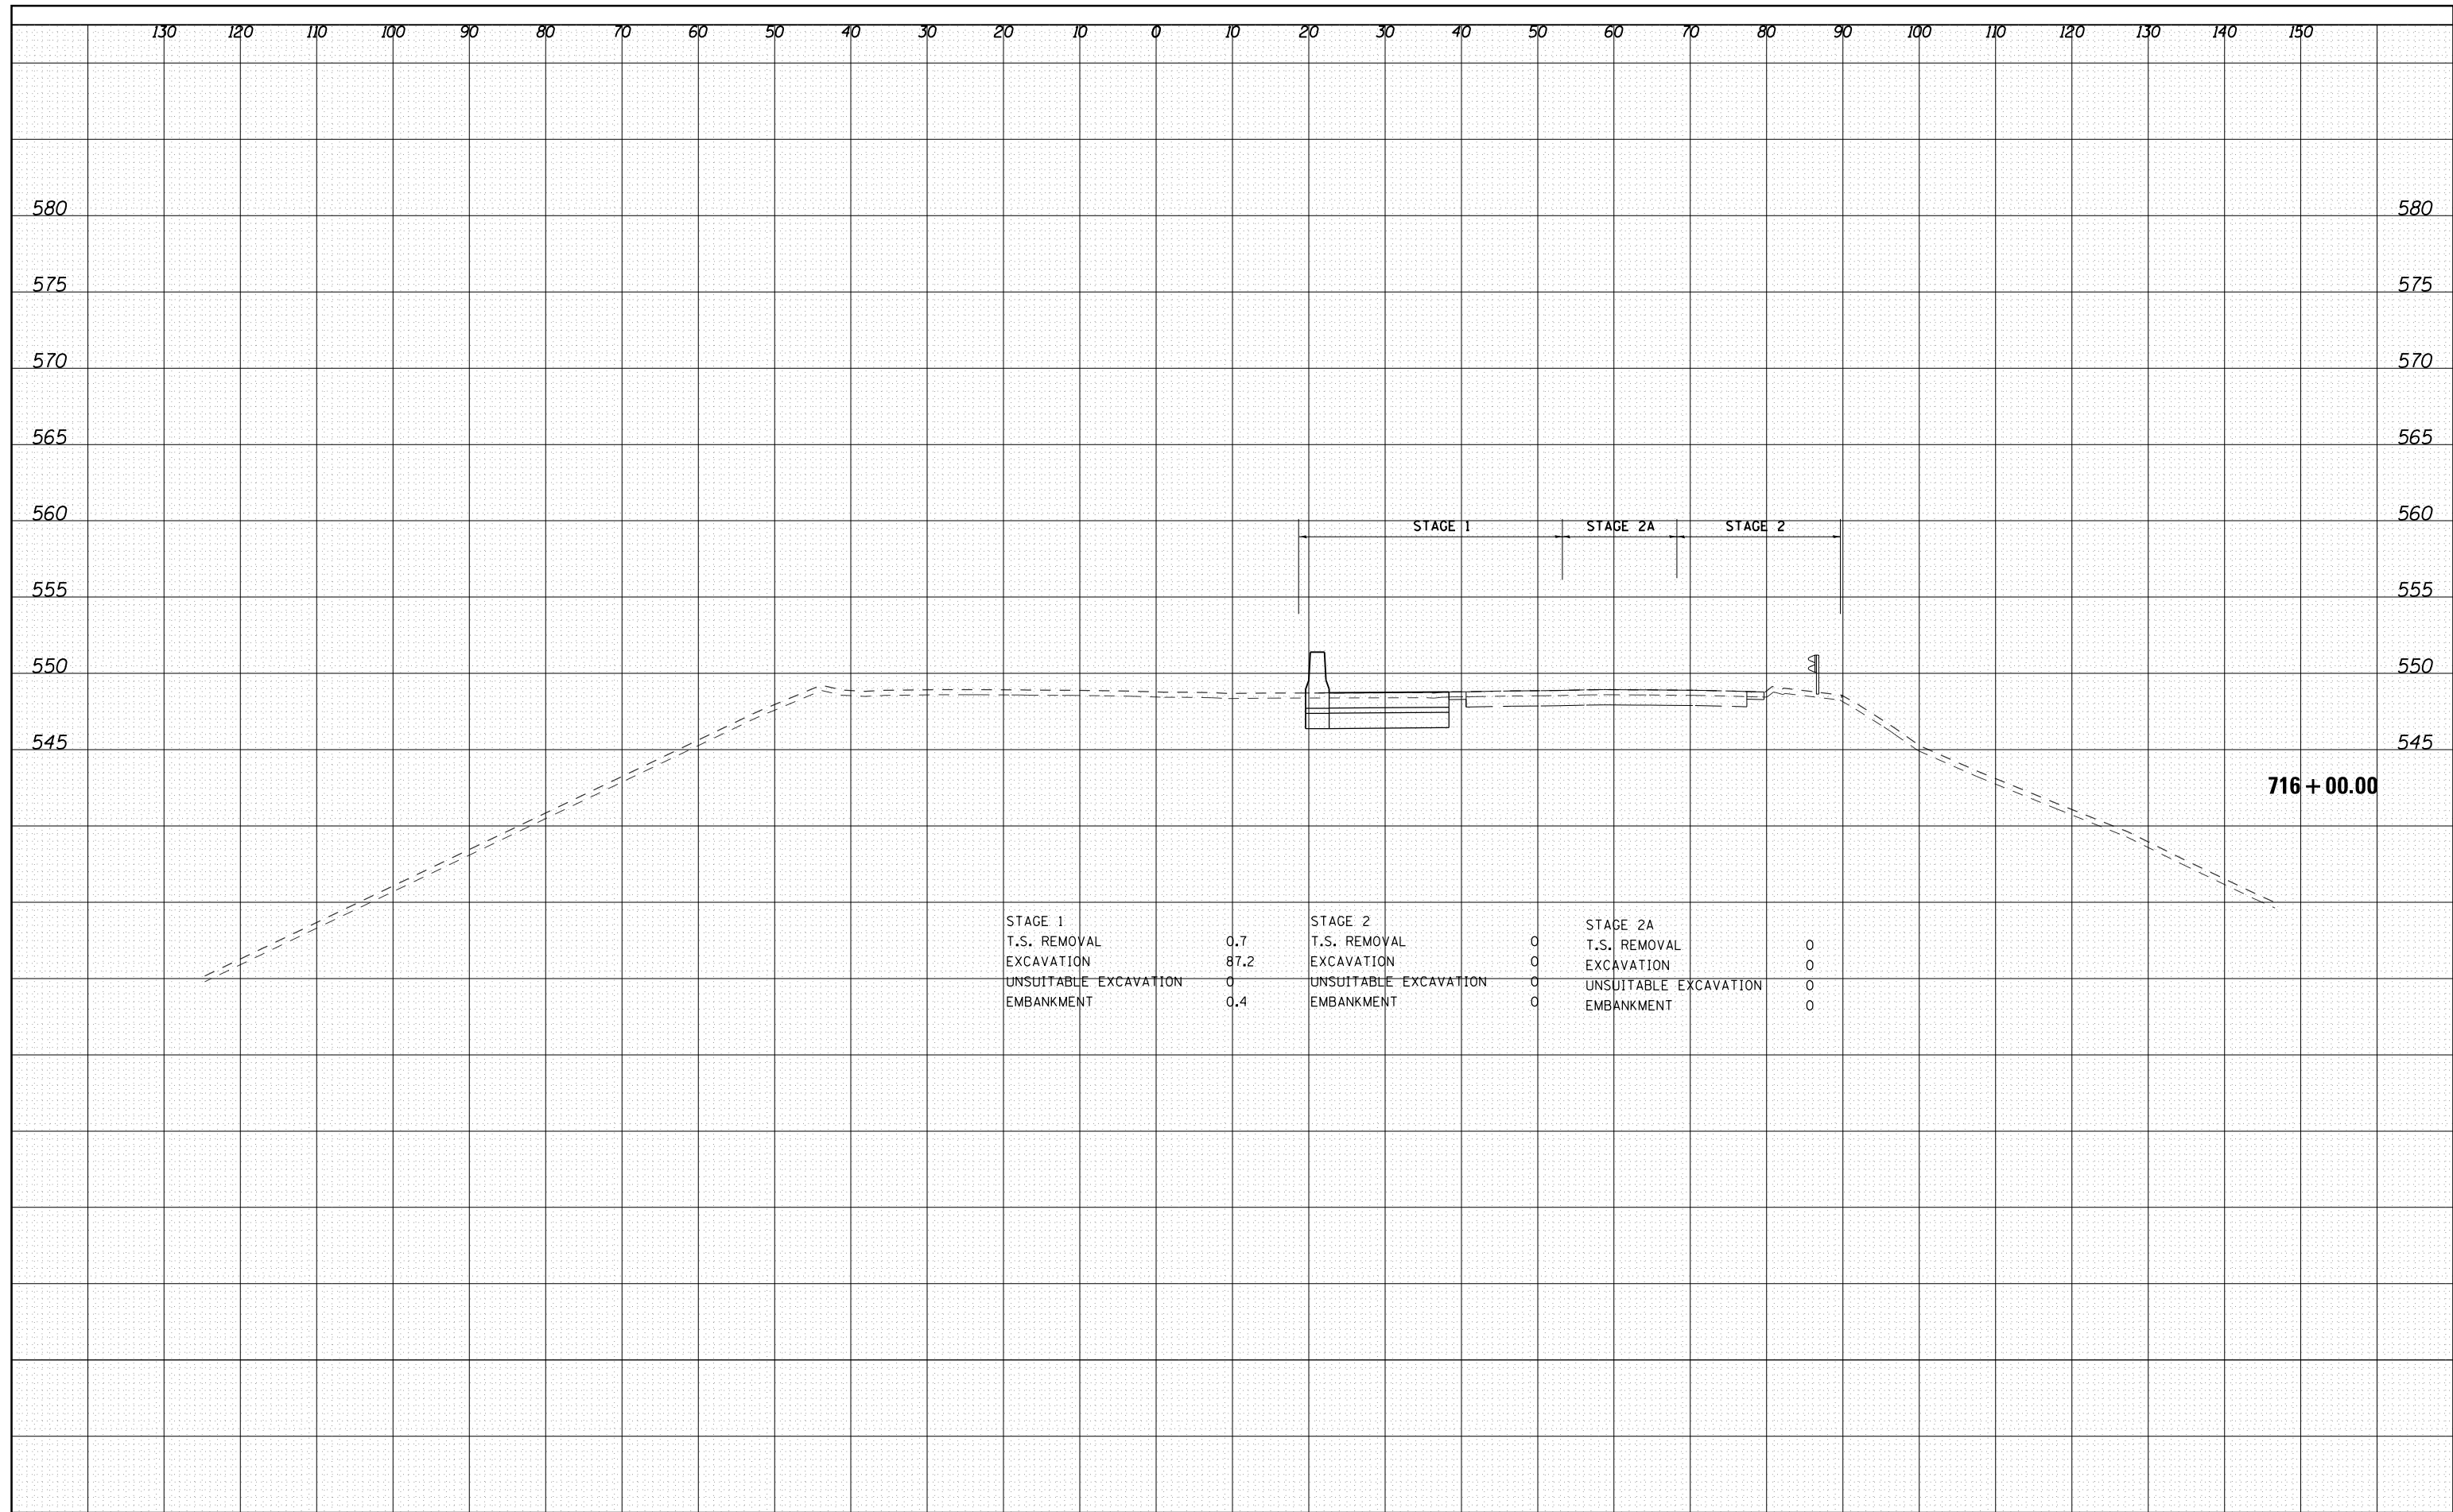 130 120 110 100 90 80 70 60 50 40 30 20 10 0 10 20 30 40 50 60 70 80 90 100 110 120 130 140 150
580 580
575 575
570 570
565 565
560 560
STAGE 1 STAGE 2A STAGE 2
555 555
550 550
545 545
716+00.00
STAGE 1
T.S. REMOVAL 0.7
EXCAVATION 87.2
UNSUITABLE EXCAVATION 0
EMBANKMENT 0.4
STAGE 2
T.S. REMOVAL 0
EXCAVATION 0
UNSUITABLE EXCAVATION 0
EMBANKMENT 0
STAGE 2A
T.S. REMOVAL 0
EXCAVATION 0
UNSUITABLE EXCAVATION 0
EMBANKMENT 0